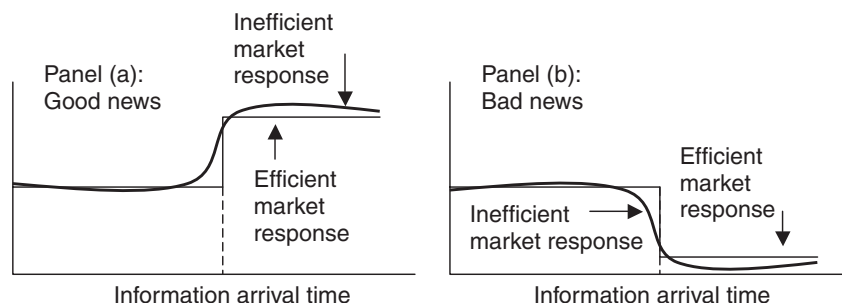 Panel (a):
Good news
Inefficient
market
response
Efficient
market
response
Information arrival time
Panel (b):
Bad news
Efficient
market
response
Inefficient
market response
Information arrival time